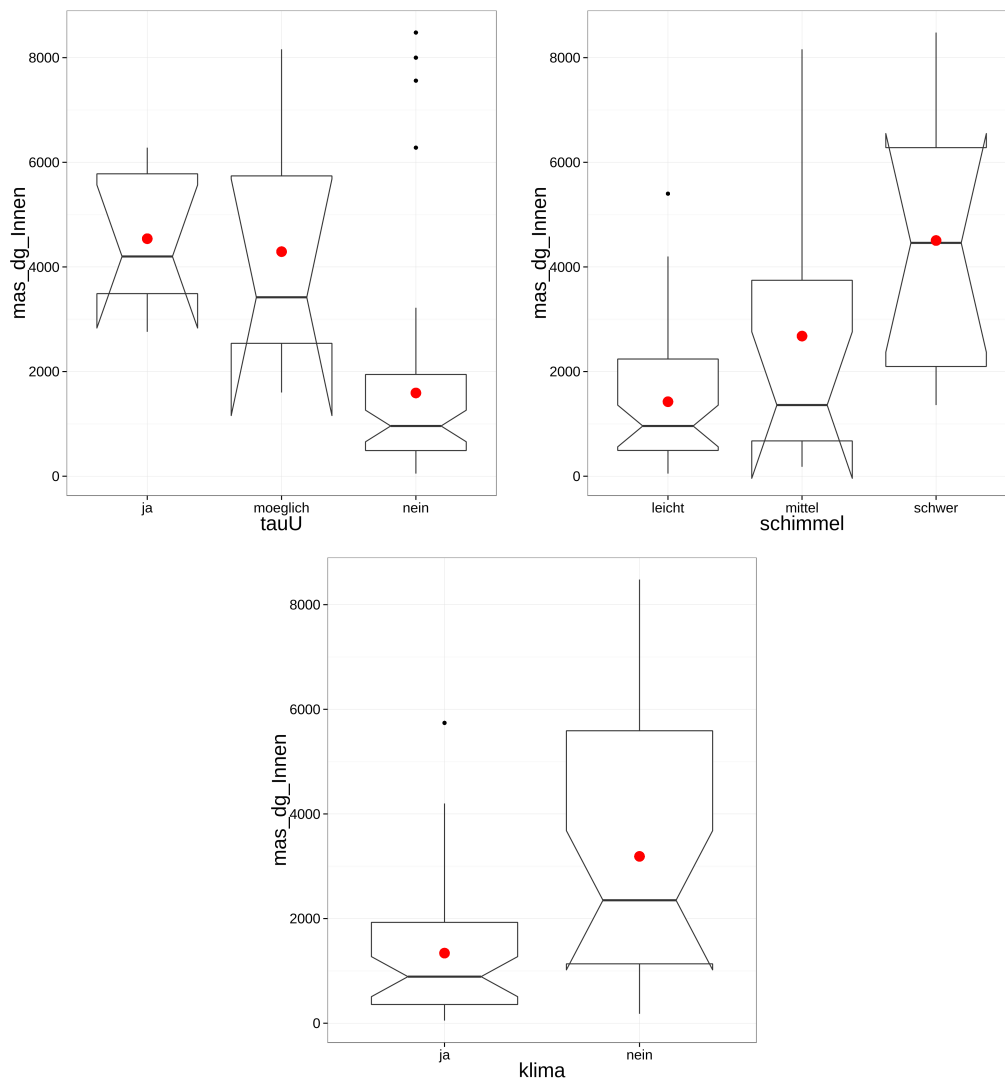 mas_dg_Innen
8000
6000
4000
2000
0
ja moeglich nein
tauU
mas_dg_Innen
8000
6000
4000
2000
0
leicht mittel schwer
schimmel
mas_dg_Innen
8000
6000
4000
2000
0
ja nein
klima